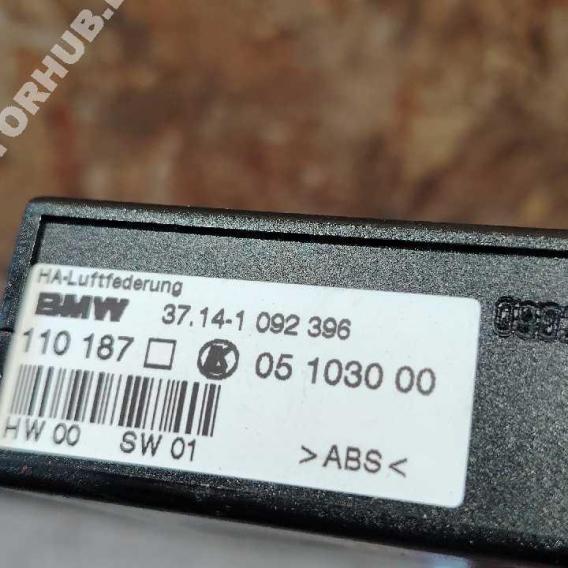 HA-Luftfederung
BMW 37.14-1 092 396
110 187 05 1030 00
HW 00 SW 01
>ABS<